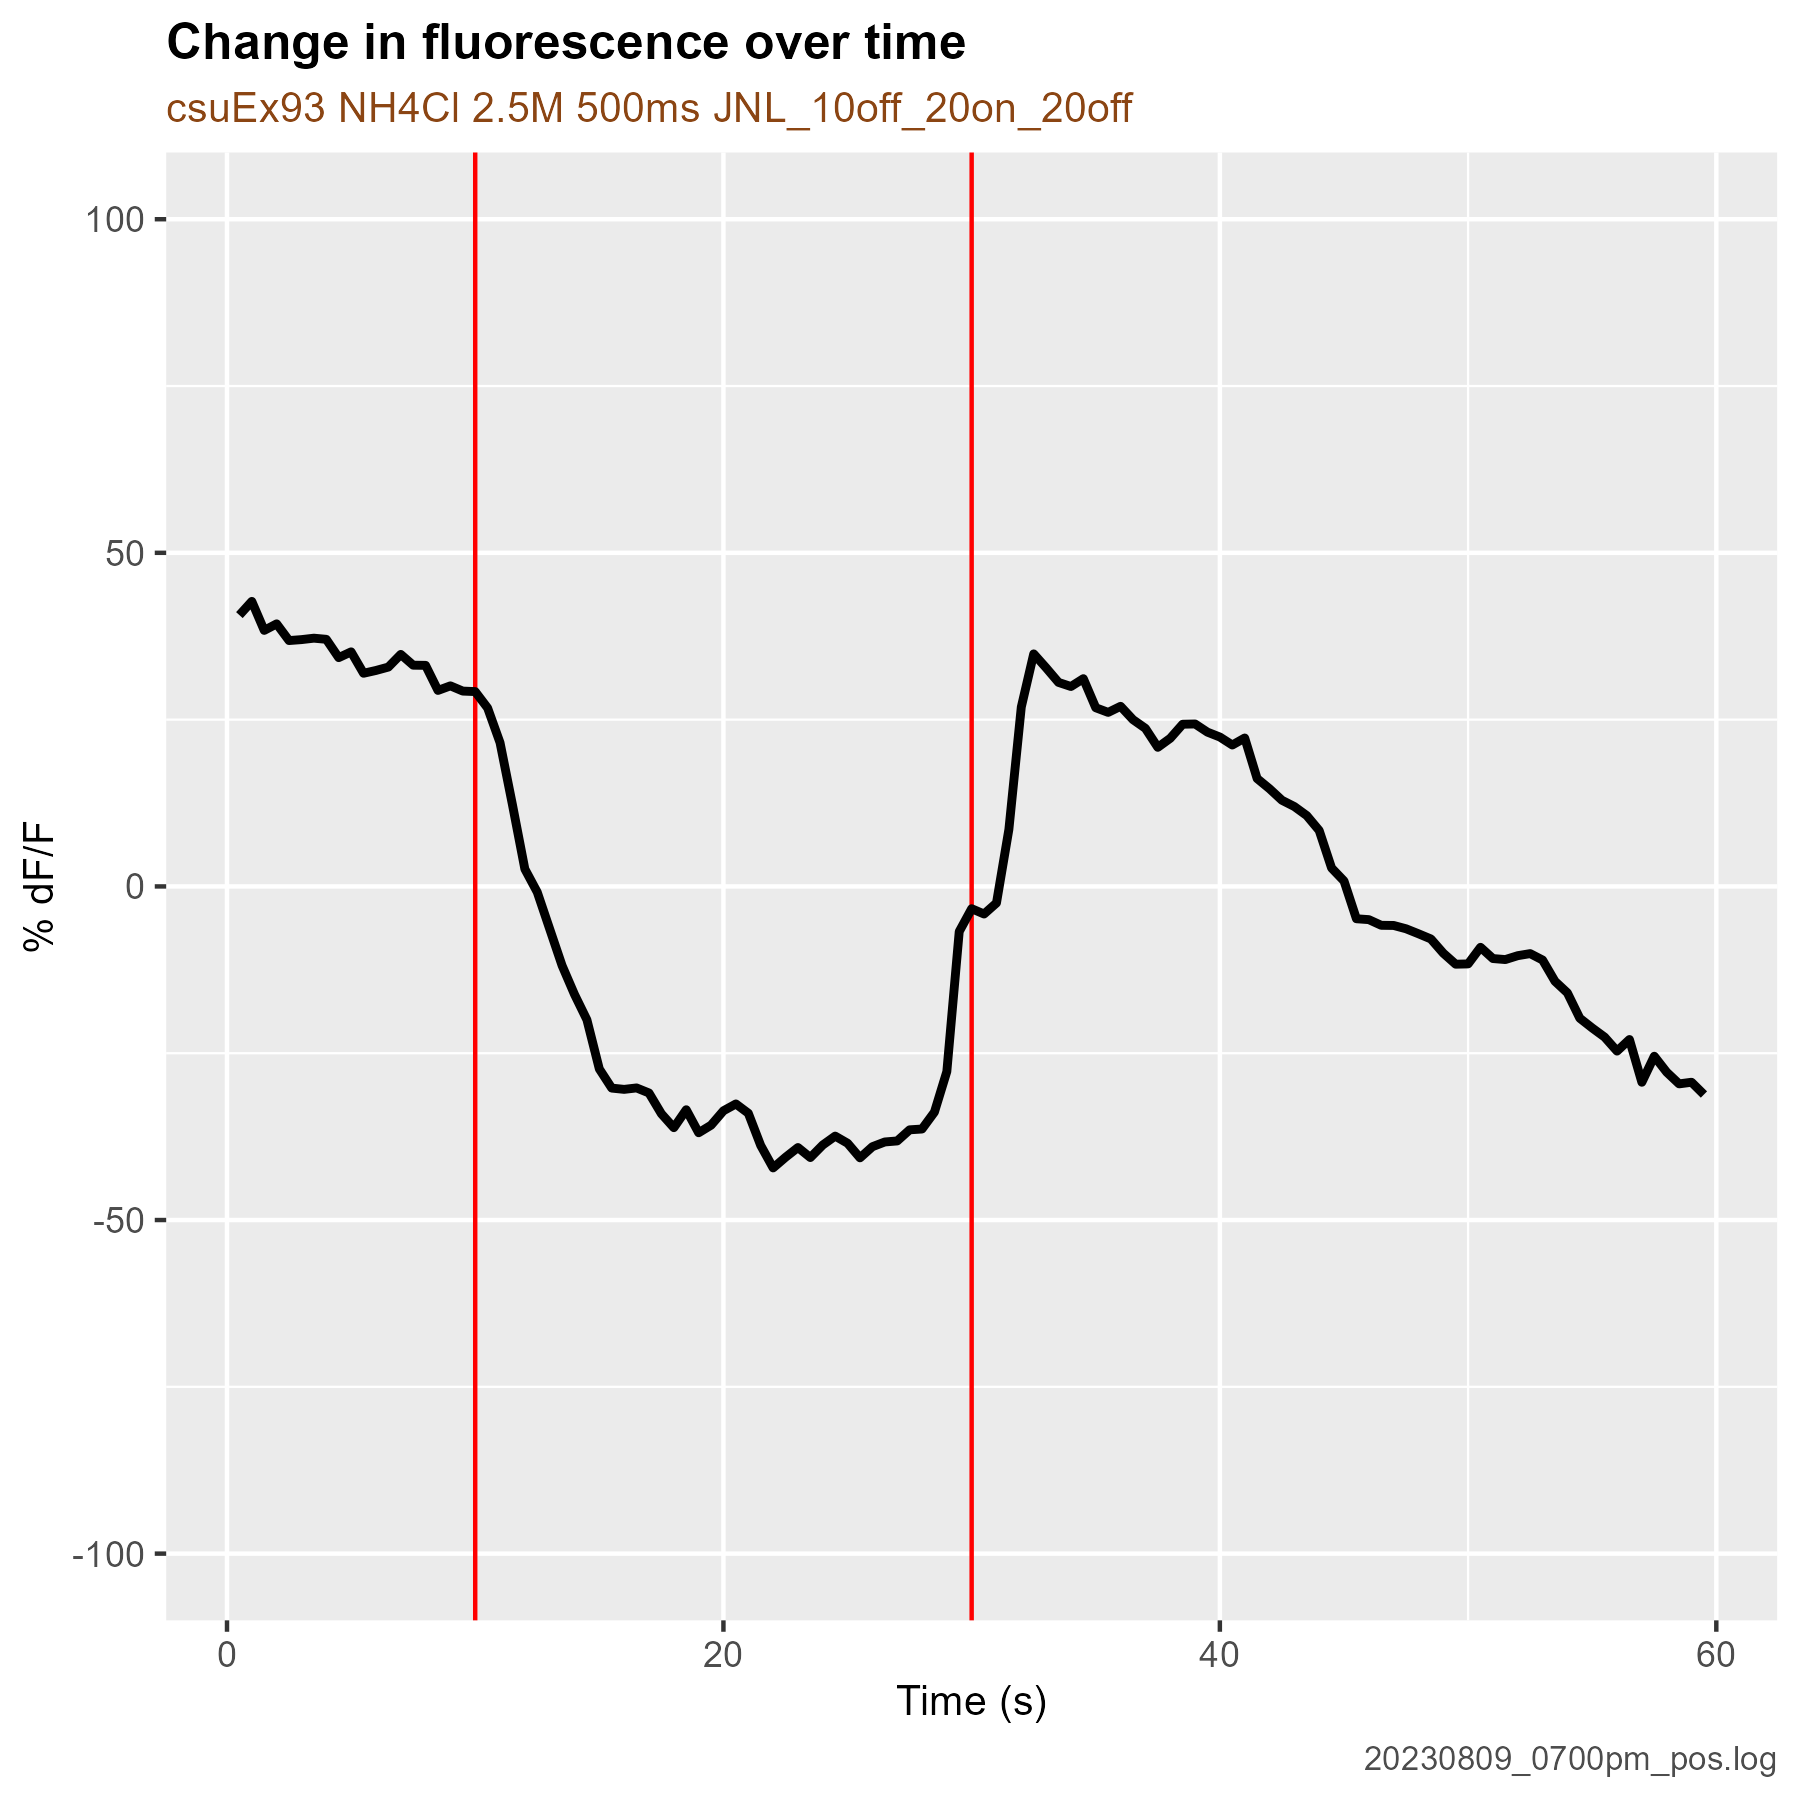 Change in fluorescence over time
csuEx93 NH4Cl 2.5M 500ms JNL_10off_20on_20off
100
50
0
-50
-100
% dF/F
0 20 40 60
Time (s)
20230809_0700pm_pos.log